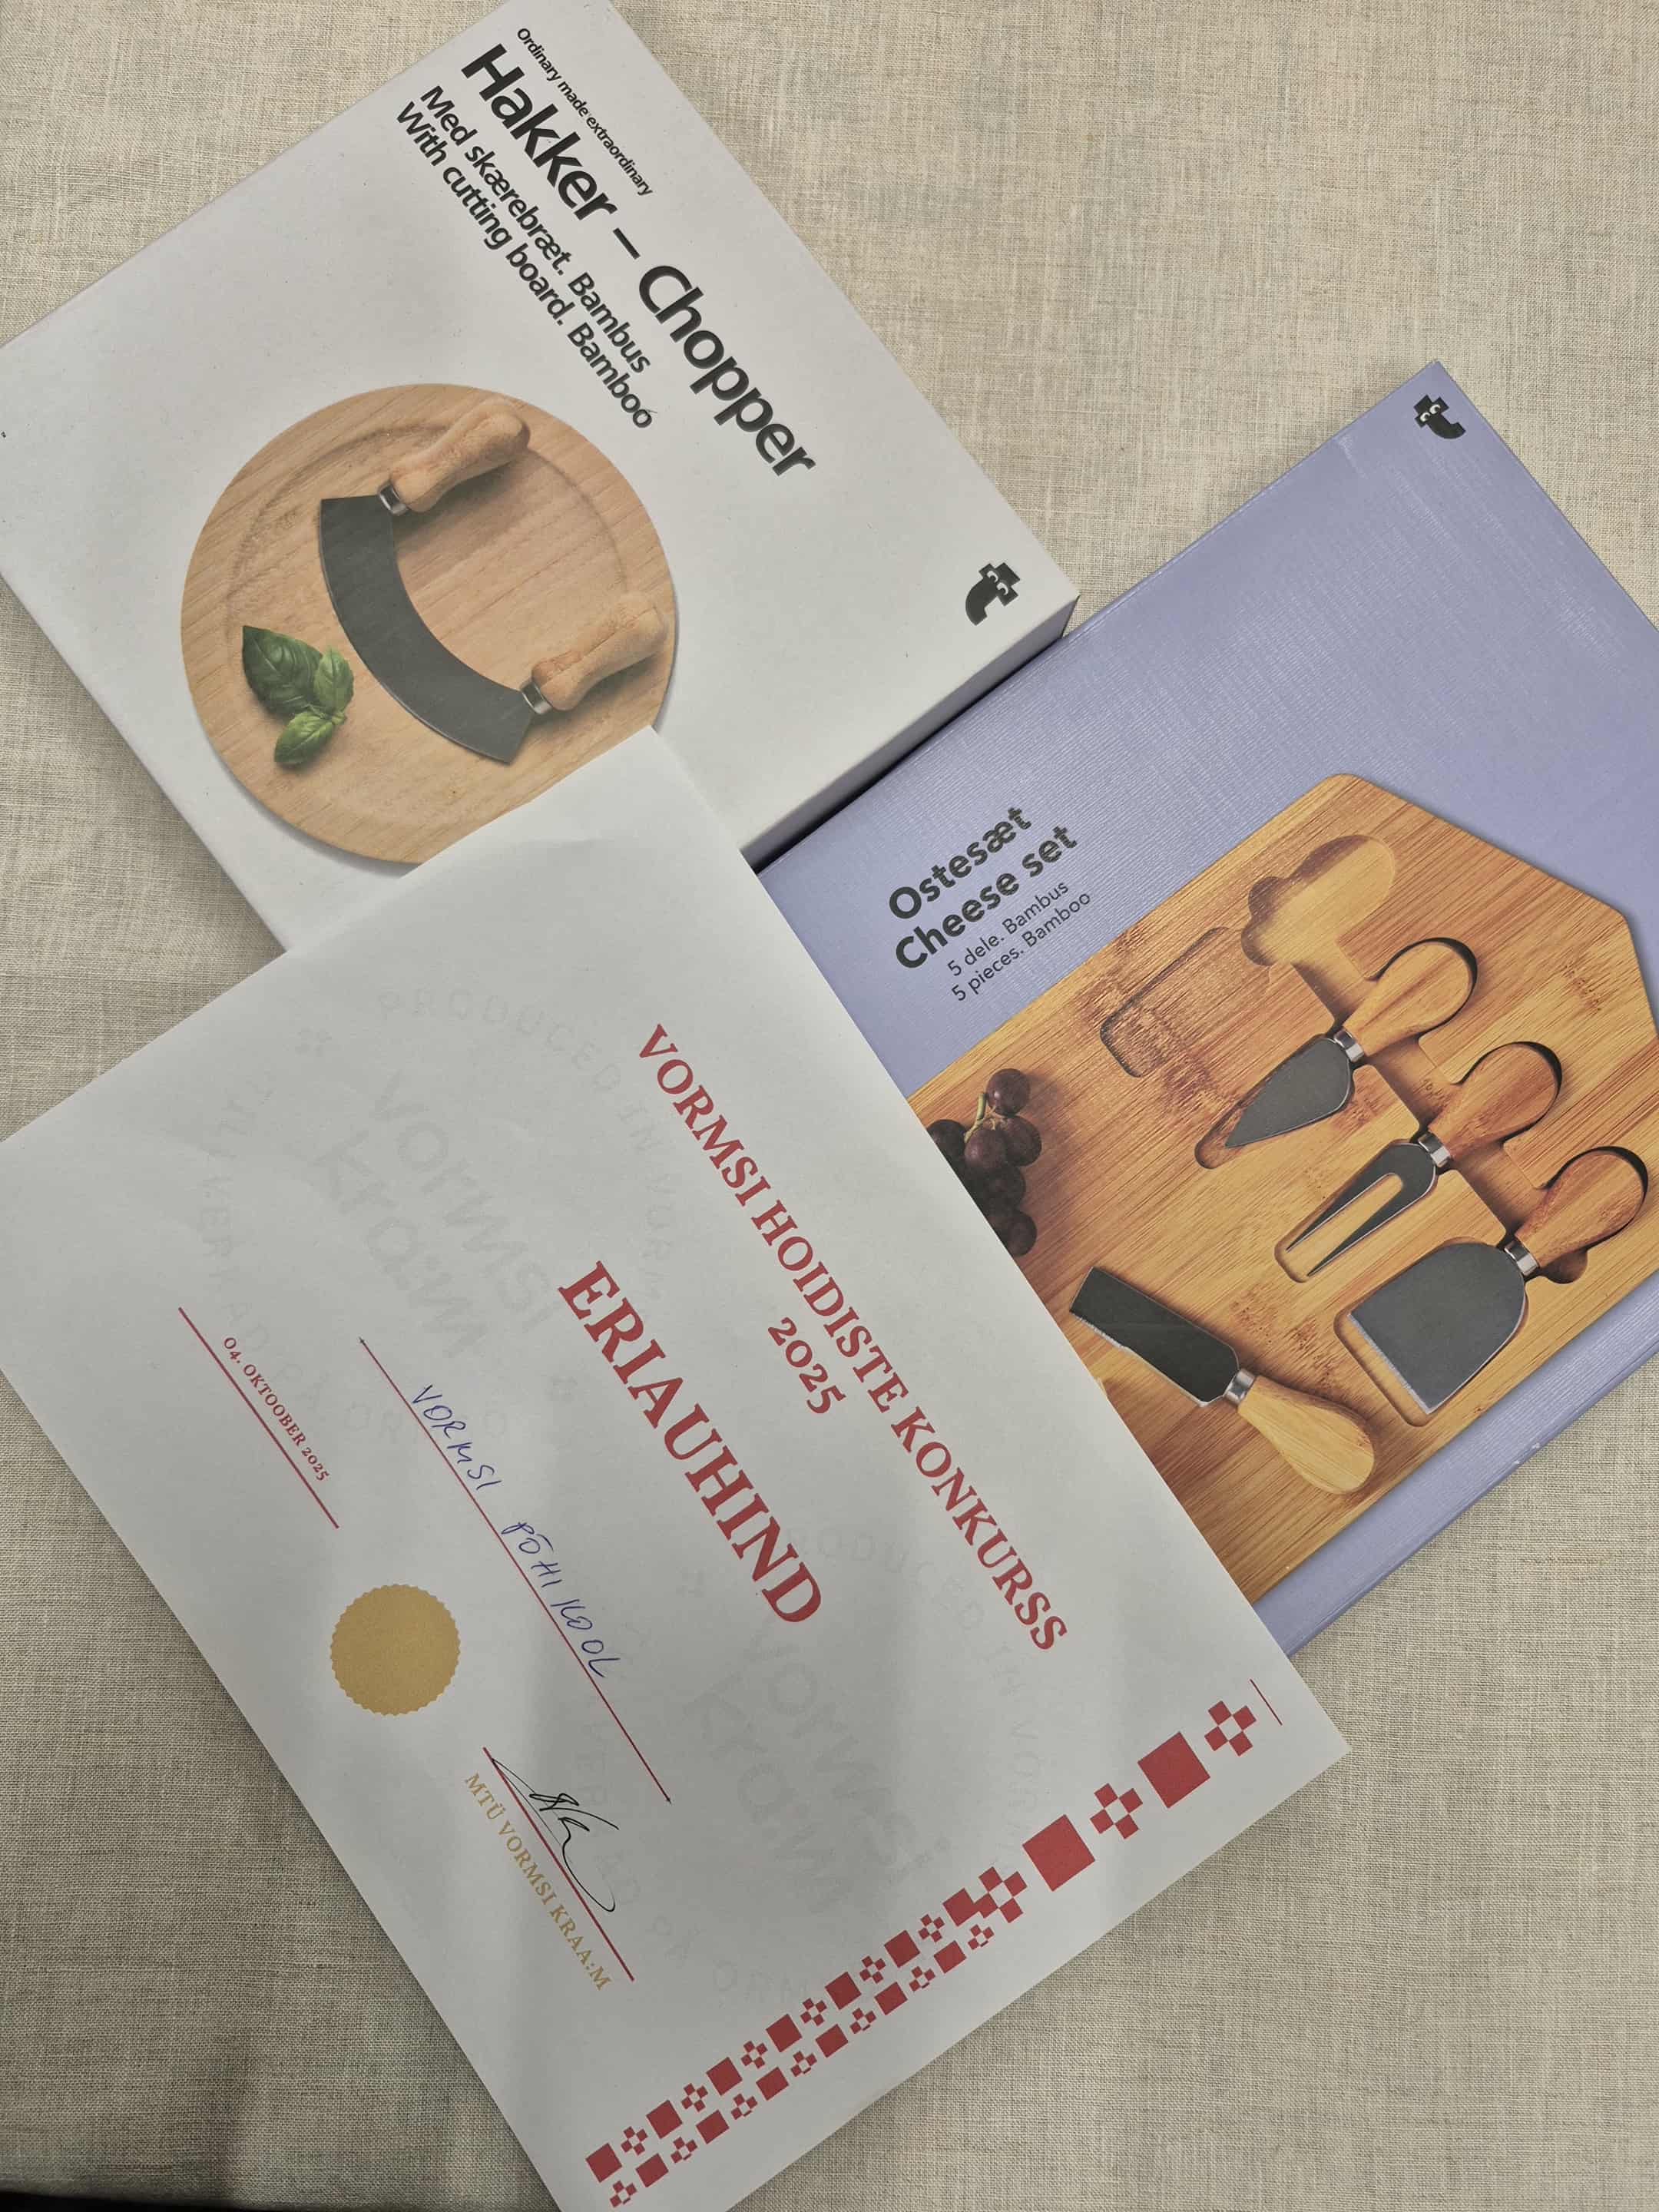 Ordinary made extraordinary
Hakker – Chopper
Med skærebræt. Bambus
With cutting board. Bamboo
Ostesæt
Cheese set
5 dele. Bambus
5 pieces. Bamboo
VORMSI HOIDISTE KONKURSS
2025
ERIAUHIND
VORMSI PÕHIKOOL
04. OKTOOBER 2025
MTÜ VORMSI KRAA:M